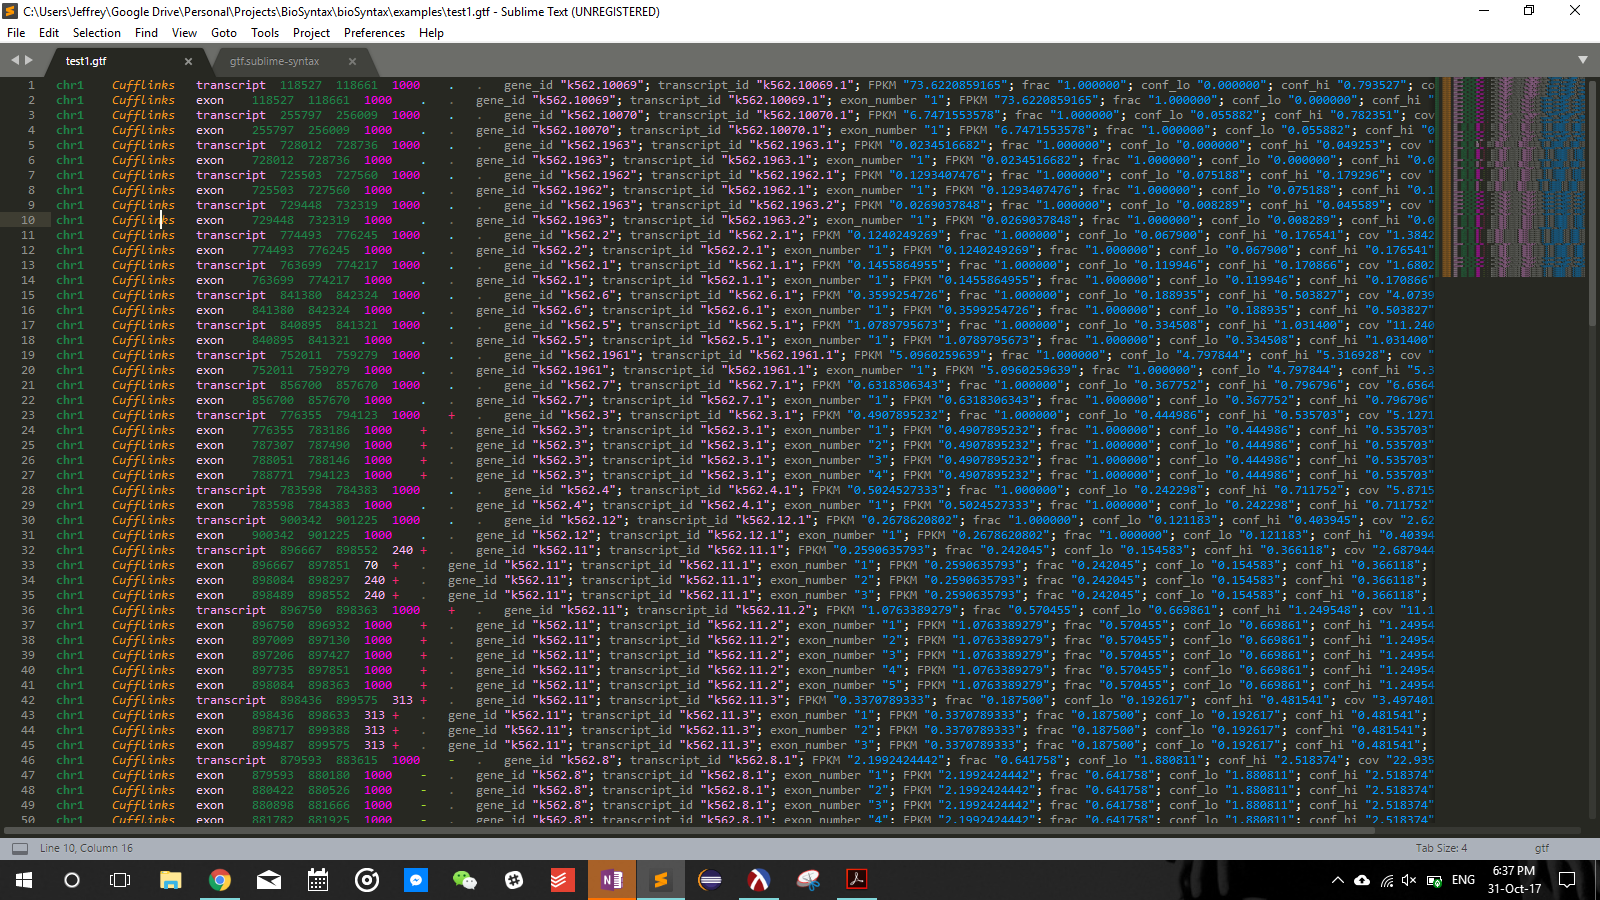 C:\Users\Jeffrey\Google Drive\Personal\Projects\BioSyntax\bioSyntax\examples\test1.gtf - Sublime Text (UNREGISTERED)
File Edit Selection Find View Goto Tools Project Preferences Help
test1.gtf × gtf.sublime-syntax ×
1 chr1 Cufflinks transcript 118527 118661 1000 . . gene_id "k562.10069"; transcript_id "k562.10069.1"; FPKM "73.6220859165"; frac "1.000000"; conf_lo "0.000000"; conf_hi "0.793527"; co
2 chr1 Cufflinks exon 118527 118661 1000 . . gene_id "k562.10069"; transcript_id "k562.10069.1"; exon_number "1"; FPKM "73.6220859165"; frac "1.000000"; conf_lo "0.000000"; conf_hi "
3 chr1 Cufflinks transcript 255797 256009 1000 . . gene_id "k562.10070"; transcript_id "k562.10070.1"; FPKM "6.7471553578"; frac "1.000000"; conf_lo "0.055882"; conf_hi "0.782351"; cov
4 chr1 Cufflinks exon 255797 256009 1000 . . gene_id "k562.10070"; transcript_id "k562.10070.1"; exon_number "1"; FPKM "6.7471553578"; frac "1.000000"; conf_lo "0.055882"; conf_hi "0
5 chr1 Cufflinks transcript 728012 728736 1000 . . gene_id "k562.1963"; transcript_id "k562.1963.1"; FPKM "0.0234516682"; frac "1.000000"; conf_lo "0.000000"; conf_hi "0.049253"; cov "
6 chr1 Cufflinks exon 728012 728736 1000 . . gene_id "k562.1963"; transcript_id "k562.1963.1"; exon_number "1"; FPKM "0.0234516682"; frac "1.000000"; conf_lo "0.000000"; conf_hi "0.0
7 chr1 Cufflinks transcript 725503 727560 1000 . . gene_id "k562.1962"; transcript_id "k562.1962.1"; FPKM "0.1293407476"; frac "1.000000"; conf_lo "0.075188"; conf_hi "0.179296"; cov "
8 chr1 Cufflinks exon 725503 727560 1000 . . gene_id "k562.1962"; transcript_id "k562.1962.1"; exon_number "1"; FPKM "0.1293407476"; frac "1.000000"; conf_lo "0.075188"; conf_hi "0.1
9 chr1 Cufflinks transcript 729448 732319 1000 . . gene_id "k562.1963"; transcript_id "k562.1963.2"; FPKM "0.0269037848"; frac "1.000000"; conf_lo "0.008289"; conf_hi "0.045589"; cov "
10 chr1 Cufflinks exon 729448 732319 1000 . . gene_id "k562.1963"; transcript_id "k562.1963.2"; exon_number "1"; FPKM "0.0269037848"; frac "1.000000"; conf_lo "0.008289"; conf_hi "0.0
11 chr1 Cufflinks transcript 774493 776245 1000 . . gene_id "k562.2"; transcript_id "k562.2.1"; FPKM "0.1240249269"; frac "1.000000"; conf_lo "0.067900"; conf_hi "0.176541"; cov "1.3842
12 chr1 Cufflinks exon 774493 776245 1000 . . gene_id "k562.2"; transcript_id "k562.2.1"; exon_number "1"; FPKM "0.1240249269"; frac "1.000000"; conf_lo "0.067900"; conf_hi "0.176541"
13 chr1 Cufflinks transcript 763699 774217 1000 . . gene_id "k562.1"; transcript_id "k562.1.1"; FPKM "0.1455864955"; frac "1.000000"; conf_lo "0.119946"; conf_hi "0.170866"; cov "1.6802
14 chr1 Cufflinks exon 763699 774217 1000 . . gene_id "k562.1"; transcript_id "k562.1.1"; exon_number "1"; FPKM "0.1455864955"; frac "1.000000"; conf_lo "0.119946"; conf_hi "0.170866"
15 chr1 Cufflinks transcript 841380 842324 1000 . . gene_id "k562.6"; transcript_id "k562.6.1"; FPKM "0.3599254726"; frac "1.000000"; conf_lo "0.188935"; conf_hi "0.503827"; cov "4.0739
16 chr1 Cufflinks exon 841380 842324 1000 . . gene_id "k562.6"; transcript_id "k562.6.1"; exon_number "1"; FPKM "0.3599254726"; frac "1.000000"; conf_lo "0.188935"; conf_hi "0.503827"
17 chr1 Cufflinks transcript 840895 841321 1000 . . gene_id "k562.5"; transcript_id "k562.5.1"; FPKM "1.0789795673"; frac "1.000000"; conf_lo "0.334508"; conf_hi "1.031400"; cov "11.240
18 chr1 Cufflinks exon 840895 841321 1000 . . gene_id "k562.5"; transcript_id "k562.5.1"; exon_number "1"; FPKM "1.0789795673"; frac "1.000000"; conf_lo "0.334508"; conf_hi "1.031400"
19 chr1 Cufflinks transcript 752011 759279 1000 . . gene_id "k562.1961"; transcript_id "k562.1961.1"; FPKM "5.0960259639"; frac "1.000000"; conf_lo "4.797844"; conf_hi "5.316928"; cov "
20 chr1 Cufflinks exon 752011 759279 1000 . . gene_id "k562.1961"; transcript_id "k562.1961.1"; exon_number "1"; FPKM "5.0960259639"; frac "1.000000"; conf_lo "4.797844"; conf_hi "5.3
21 chr1 Cufflinks transcript 856700 857670 1000 . . gene_id "k562.7"; transcript_id "k562.7.1"; FPKM "0.6318306343"; frac "1.000000"; conf_lo "0.367752"; conf_hi "0.796796"; cov "6.6564
22 chr1 Cufflinks exon 856700 857670 1000 . . gene_id "k562.7"; transcript_id "k562.7.1"; exon_number "1"; FPKM "0.6318306343"; frac "1.000000"; conf_lo "0.367752"; conf_hi "0.796796"
23 chr1 Cufflinks transcript 776355 794123 1000 + . gene_id "k562.3"; transcript_id "k562.3.1"; FPKM "0.4907895232"; frac "1.000000"; conf_lo "0.444986"; conf_hi "0.535703"; cov "5.1271
24 chr1 Cufflinks exon 776355 783186 1000 + . gene_id "k562.3"; transcript_id "k562.3.1"; exon_number "1"; FPKM "0.4907895232"; frac "1.000000"; conf_lo "0.444986"; conf_hi "0.535703"
25 chr1 Cufflinks exon 787307 787490 1000 + . gene_id "k562.3"; transcript_id "k562.3.1"; exon_number "2"; FPKM "0.4907895232"; frac "1.000000"; conf_lo "0.444986"; conf_hi "0.535703"
26 chr1 Cufflinks exon 788051 788146 1000 + . gene_id "k562.3"; transcript_id "k562.3.1"; exon_number "3"; FPKM "0.4907895232"; frac "1.000000"; conf_lo "0.444986"; conf_hi "0.535703"
27 chr1 Cufflinks exon 788771 794123 1000 + . gene_id "k562.3"; transcript_id "k562.3.1"; exon_number "4"; FPKM "0.4907895232"; frac "1.000000"; conf_lo "0.444986"; conf_hi "0.535703"
28 chr1 Cufflinks transcript 783598 784383 1000 . . gene_id "k562.4"; transcript_id "k562.4.1"; FPKM "0.5024527333"; frac "1.000000"; conf_lo "0.242298"; conf_hi "0.711752"; cov "5.8715
29 chr1 Cufflinks exon 783598 784383 1000 . . gene_id "k562.4"; transcript_id "k562.4.1"; exon_number "1"; FPKM "0.5024527333"; frac "1.000000"; conf_lo "0.242298"; conf_hi "0.711752"
30 chr1 Cufflinks transcript 900342 901225 1000 . . gene_id "k562.12"; transcript_id "k562.12.1"; FPKM "0.2678620802"; frac "1.000000"; conf_lo "0.121183"; conf_hi "0.403945"; cov "2.62
31 chr1 Cufflinks exon 900342 901225 1000 . . gene_id "k562.12"; transcript_id "k562.12.1"; exon_number "1"; FPKM "0.2678620802"; frac "1.000000"; conf_lo "0.121183"; conf_hi "0.40394
32 chr1 Cufflinks transcript 896667 898552 240 + . gene_id "k562.11"; transcript_id "k562.11.1"; FPKM "0.2590635793"; frac "0.242045"; conf_lo "0.154583"; conf_hi "0.366118"; cov "2.687944
33 chr1 Cufflinks exon 896667 897851 70 + . gene_id "k562.11"; transcript_id "k562.11.1"; exon_number "1"; FPKM "0.2590635793"; frac "0.242045"; conf_lo "0.154583"; conf_hi "0.366118";
34 chr1 Cufflinks exon 898084 898297 240 + . gene_id "k562.11"; transcript_id "k562.11.1"; exon_number "2"; FPKM "0.2590635793"; frac "0.242045"; conf_lo "0.154583"; conf_hi "0.366118";
35 chr1 Cufflinks exon 898489 898552 240 + . gene_id "k562.11"; transcript_id "k562.11.1"; exon_number "3"; FPKM "0.2590635793"; frac "0.242045"; conf_lo "0.154583"; conf_hi "0.366118";
36 chr1 Cufflinks transcript 896750 898363 1000 + . gene_id "k562.11"; transcript_id "k562.11.2"; FPKM "1.0763389279"; frac "0.570455"; conf_lo "0.669861"; conf_hi "1.249548"; cov "11.1
37 chr1 Cufflinks exon 896750 896932 1000 + . gene_id "k562.11"; transcript_id "k562.11.2"; exon_number "1"; FPKM "1.0763389279"; frac "0.570455"; conf_lo "0.669861"; conf_hi "1.24954
38 chr1 Cufflinks exon 897009 897130 1000 + . gene_id "k562.11"; transcript_id "k562.11.2"; exon_number "2"; FPKM "1.0763389279"; frac "0.570455"; conf_lo "0.669861"; conf_hi "1.24954
39 chr1 Cufflinks exon 897206 897427 1000 + . gene_id "k562.11"; transcript_id "k562.11.2"; exon_number "3"; FPKM "1.0763389279"; frac "0.570455"; conf_lo "0.669861"; conf_hi "1.24954
40 chr1 Cufflinks exon 897735 897851 1000 + . gene_id "k562.11"; transcript_id "k562.11.2"; exon_number "4"; FPKM "1.0763389279"; frac "0.570455"; conf_lo "0.669861"; conf_hi "1.24954
41 chr1 Cufflinks exon 898084 898363 1000 + . gene_id "k562.11"; transcript_id "k562.11.2"; exon_number "5"; FPKM "1.0763389279"; frac "0.570455"; conf_lo "0.669861"; conf_hi "1.24954
42 chr1 Cufflinks transcript 898436 899575 313 + . gene_id "k562.11"; transcript_id "k562.11.3"; FPKM "0.3370789333"; frac "0.187500"; conf_lo "0.192617"; conf_hi "0.481541"; cov "3.497401
43 chr1 Cufflinks exon 898436 898633 313 + . gene_id "k562.11"; transcript_id "k562.11.3"; exon_number "1"; FPKM "0.3370789333"; frac "0.187500"; conf_lo "0.192617"; conf_hi "0.481541";
44 chr1 Cufflinks exon 898717 899388 313 + . gene_id "k562.11"; transcript_id "k562.11.3"; exon_number "2"; FPKM "0.3370789333"; frac "0.187500"; conf_lo "0.192617"; conf_hi "0.481541";
45 chr1 Cufflinks exon 899487 899575 313 + . gene_id "k562.11"; transcript_id "k562.11.3"; exon_number "3"; FPKM "0.3370789333"; frac "0.187500"; conf_lo "0.192617"; conf_hi "0.481541";
46 chr1 Cufflinks transcript 879593 883615 1000 - . gene_id "k562.8"; transcript_id "k562.8.1"; FPKM "2.1992424442"; frac "0.641758"; conf_lo "1.880811"; conf_hi "2.518374"; cov "22.935
47 chr1 Cufflinks exon 879593 880180 1000 - . gene_id "k562.8"; transcript_id "k562.8.1"; exon_number "1"; FPKM "2.1992424442"; frac "0.641758"; conf_lo "1.880811"; conf_hi "2.518374"
48 chr1 Cufflinks exon 880422 880526 1000 - . gene_id "k562.8"; transcript_id "k562.8.1"; exon_number "2"; FPKM "2.1992424442"; frac "0.641758"; conf_lo "1.880811"; conf_hi "2.518374"
49 chr1 Cufflinks exon 880898 881666 1000 - . gene_id "k562.8"; transcript_id "k562.8.1"; exon_number "3"; FPKM "2.1992424442"; frac "0.641758"; conf_lo "1.880811"; conf_hi "2.518374"
50 chr1 Cufflinks exon 881782 881925 1000 - . gene_id "k562.8"; transcript_id "k562.8.1"; exon_number "4"; FPKM "2.1992424442"; frac "0.641758"; conf_lo "1.880811"; conf_hi "2.518374"
Line 10, Column 16 Tab Size: 4 gtf
ENG 6:37 PM
31-Oct-17